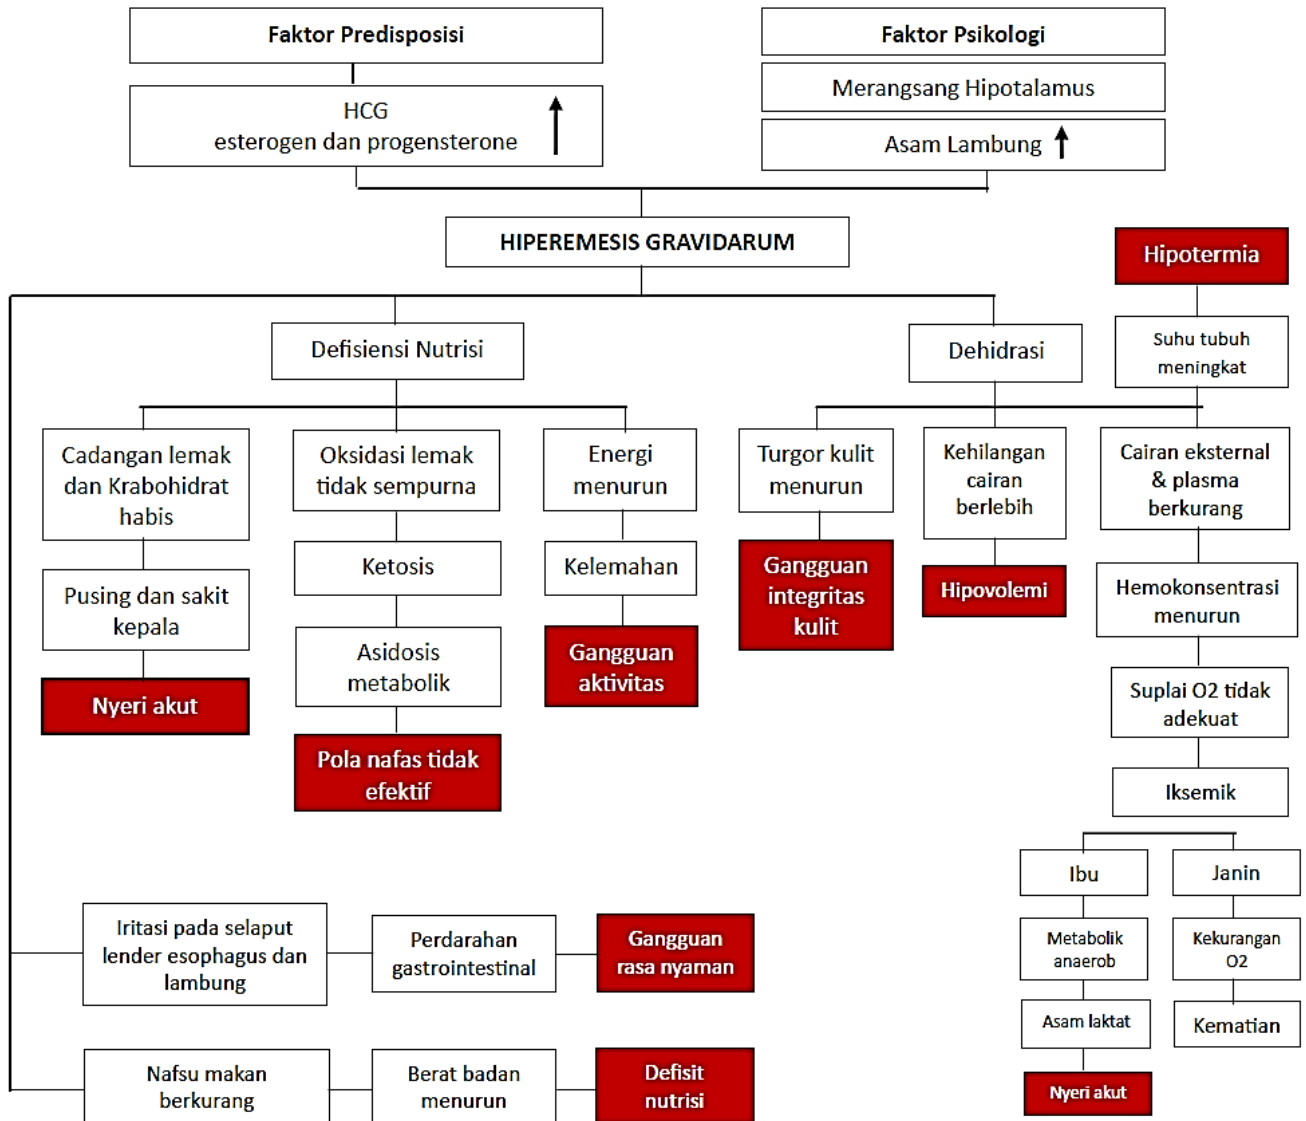 Faktor Predisposisi
HCG
esterogen dan progensterone
Faktor Psikologi
Merangsang Hipotalamus
Asam Lambung
HIPEREMESIS GRAVIDARUM
Hipotermia
Suhu tubuh
meningkat
Defisiensi Nutrisi
Dehidrasi
Cadangan lemak
dan Krabohidrat
habis
Pusing dan sakit
kepala
Nyeri akut
Oksidasi lemak
tidak sempurna
Ketosis
Asidosis
metabolik
Pola nafas tidak
efektif
Energi
menurun
Kelemahan
Gangguan
aktivitas
Turgor kulit
menurun
Gangguan
integritas
kulit
Kehilangan
cairan
berlebih
Hipovolemi
Cairan eksternal
& plasma
berkurang
Hemokonsentrasi
menurun
Suplai O2 tidak
adekuat
Iksemik
Ibu
Metabolik
anaerob
Asam laktat
Nyeri akut
Janin
Kekurangan
O2
Kematian
Iritasi pada selaput
lender esophagus dan
lambung
Perdarahan
gastrointestinal
Gangguan
rasa nyaman
Nafsu makan
berkurang
Berat badan
menurun
Defisit
nutrisi